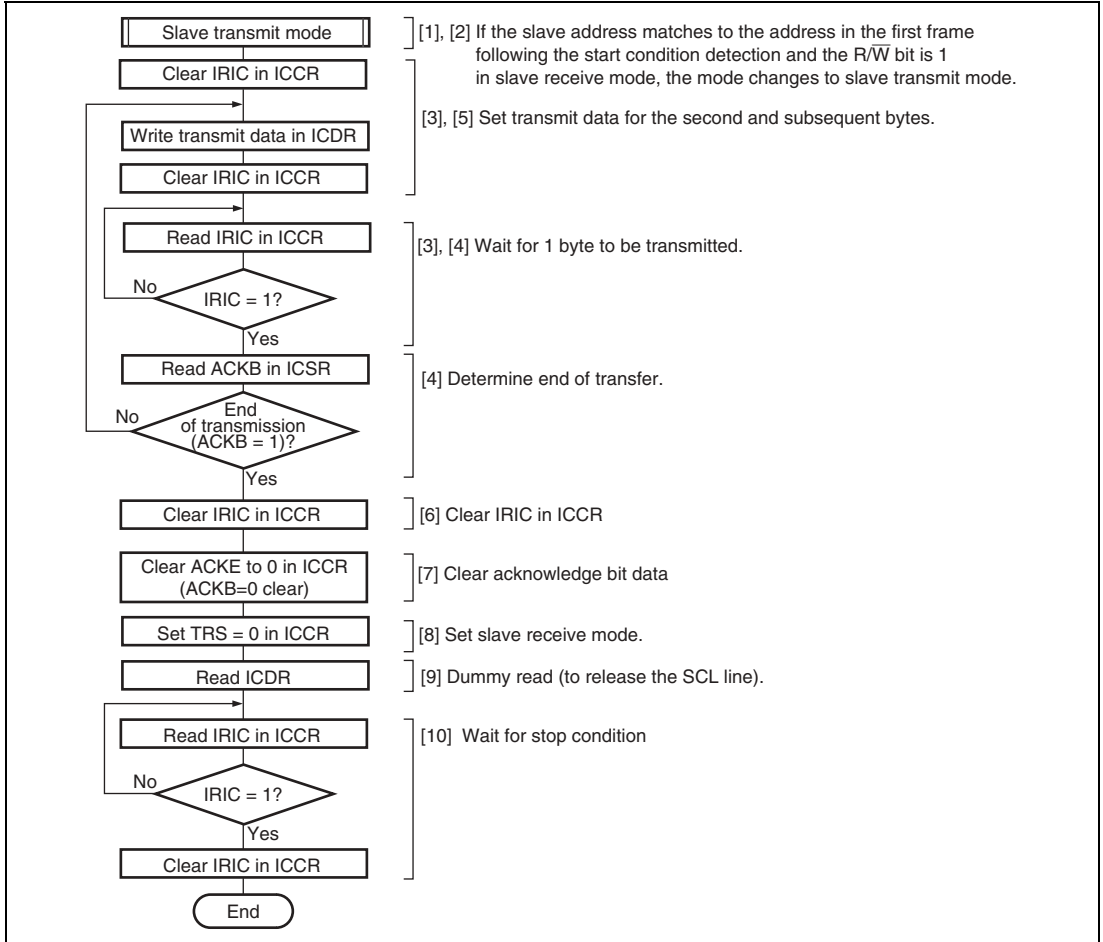 Slave transmit mode
[1], [2] If the slave address matches to the address in the first frame
following the start condition detection and the R/W̅ bit is 1
in slave receive mode, the mode changes to slave transmit mode.
Clear IRIC in ICCR
[3], [5] Set transmit data for the second and subsequent bytes.
Write transmit data in ICDR
Clear IRIC in ICCR
Read IRIC in ICCR
[3], [4] Wait for 1 byte to be transmitted.
No
IRIC = 1?
Yes
Read ACKB in ICSR
[4] Determine end of transfer.
No
End
of transmission
(ACKB = 1)?
Yes
Clear IRIC in ICCR
[6] Clear IRIC in ICCR
Clear ACKE to 0 in ICCR
(ACKB=0 clear)
[7] Clear acknowledge bit data
Set TRS = 0 in ICCR
[8] Set slave receive mode.
Read ICDR
[9] Dummy read (to release the SCL line).
Read IRIC in ICCR
[10] Wait for stop condition
No
IRIC = 1?
Yes
Clear IRIC in ICCR
End